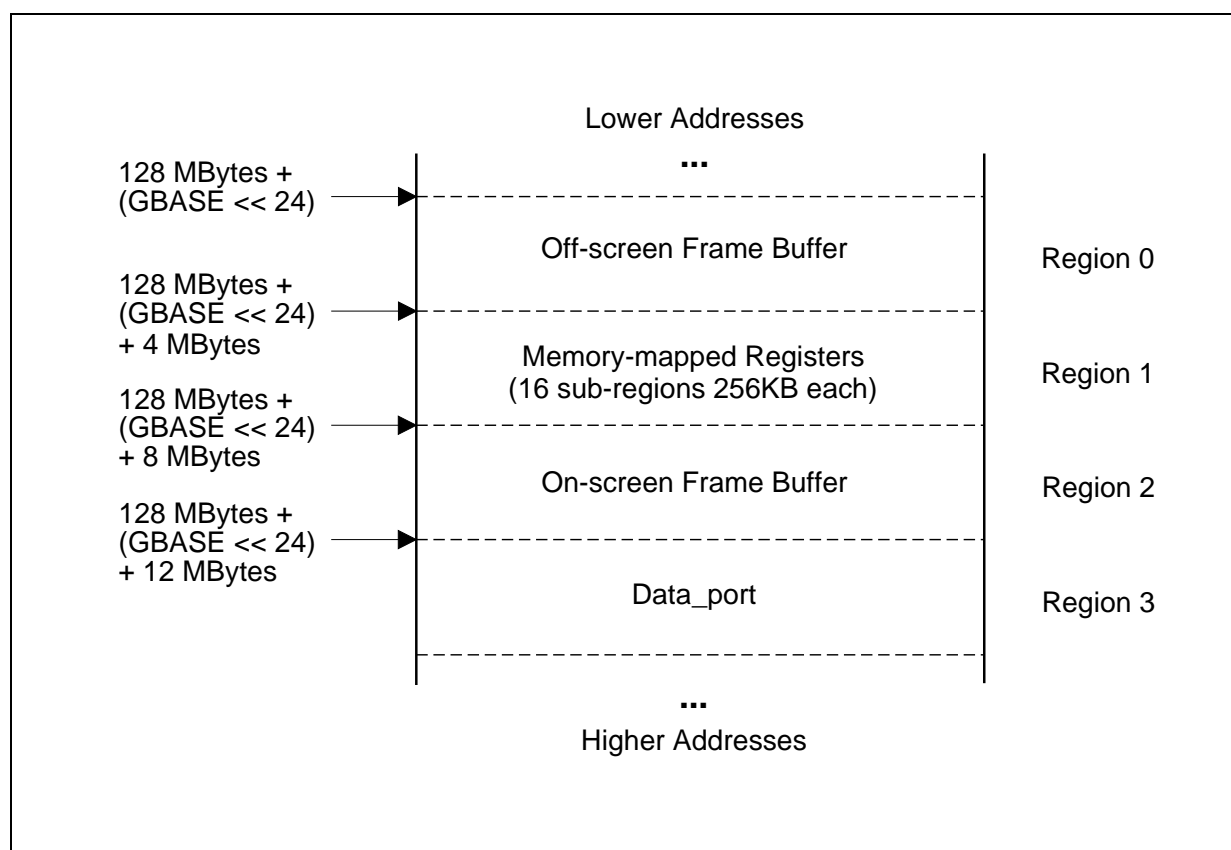 Lower Addresses
...
128 MBytes +
(GBASE << 24)
Off-screen Frame Buffer
Region 0
128 MBytes +
(GBASE << 24)
+ 4 MBytes
Memory-mapped Registers
(16 sub-regions 256KB each)
Region 1
128 MBytes +
(GBASE << 24)
+ 8 MBytes
On-screen Frame Buffer
Region 2
128 MBytes +
(GBASE << 24)
+ 12 MBytes
Data_port
Region 3
...
Higher Addresses